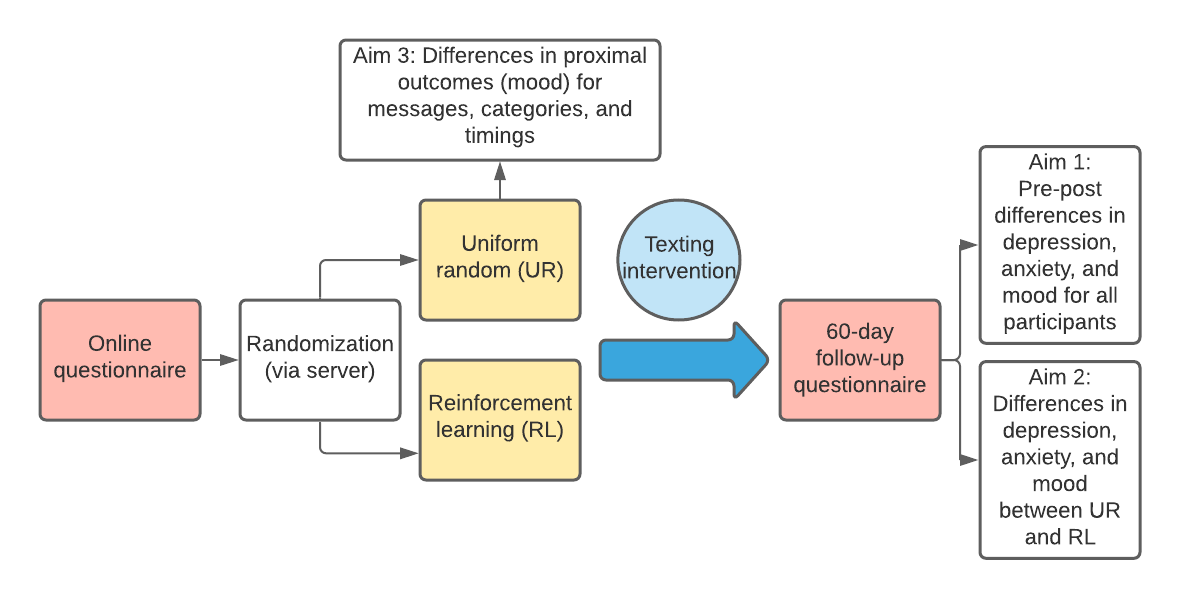 Aim 3: Differences in proximal
outcomes (mood) for
messages, categories, and
timings
Online
questionnaire
Randomization
(via server)
Uniform
random (UR)
Reinforcement
learning (RL)
Texting
intervention
60-day
follow-up
questionnaire
Aim 1:
Pre-post
differences in
depression,
anxiety, and
mood for all
participants
Aim 2:
Differences in
depression,
anxiety, and
mood
between UR
and RL